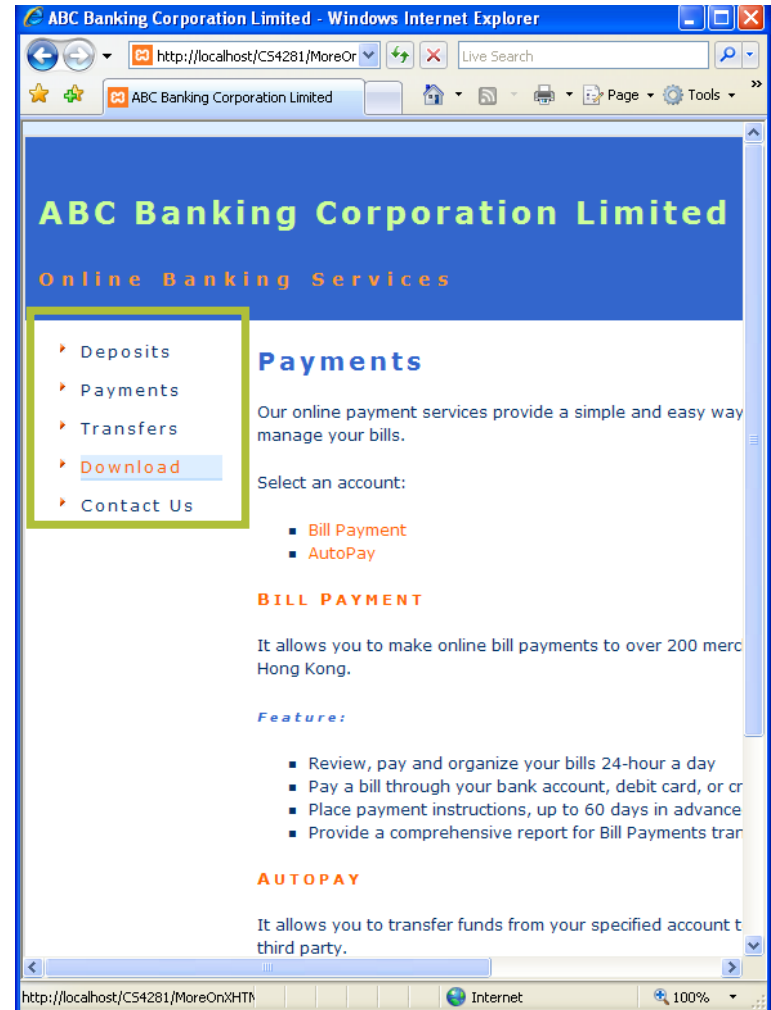 ABC Banking Corporation Limited - Windows Internet Explorer
http://localhost/CS4281/MoreOr
Live Search
ABC Banking Corporation Limited
Page
Tools
»
ABC Banking Corporation Limited
Online Banking Services
Deposits
Payments
Transfers
Download
Contact Us
Payments
Our online payment services provide a simple and easy way
manage your bills.
Select an account:
Bill Payment
AutoPay
BILL PAYMENT
It allows you to make online bill payments to over 200 merc
Hong Kong.
Feature:
Review, pay and organize your bills 24-hour a day
Pay a bill through your bank account, debit card, or cr
Place payment instructions, up to 60 days in advance
Provide a comprehensive report for Bill Payments tran
AUTOPAY
It allows you to transfer funds from your specified account t
third party.
http://localhost/CS4281/MoreOnXHTM
Internet
100%